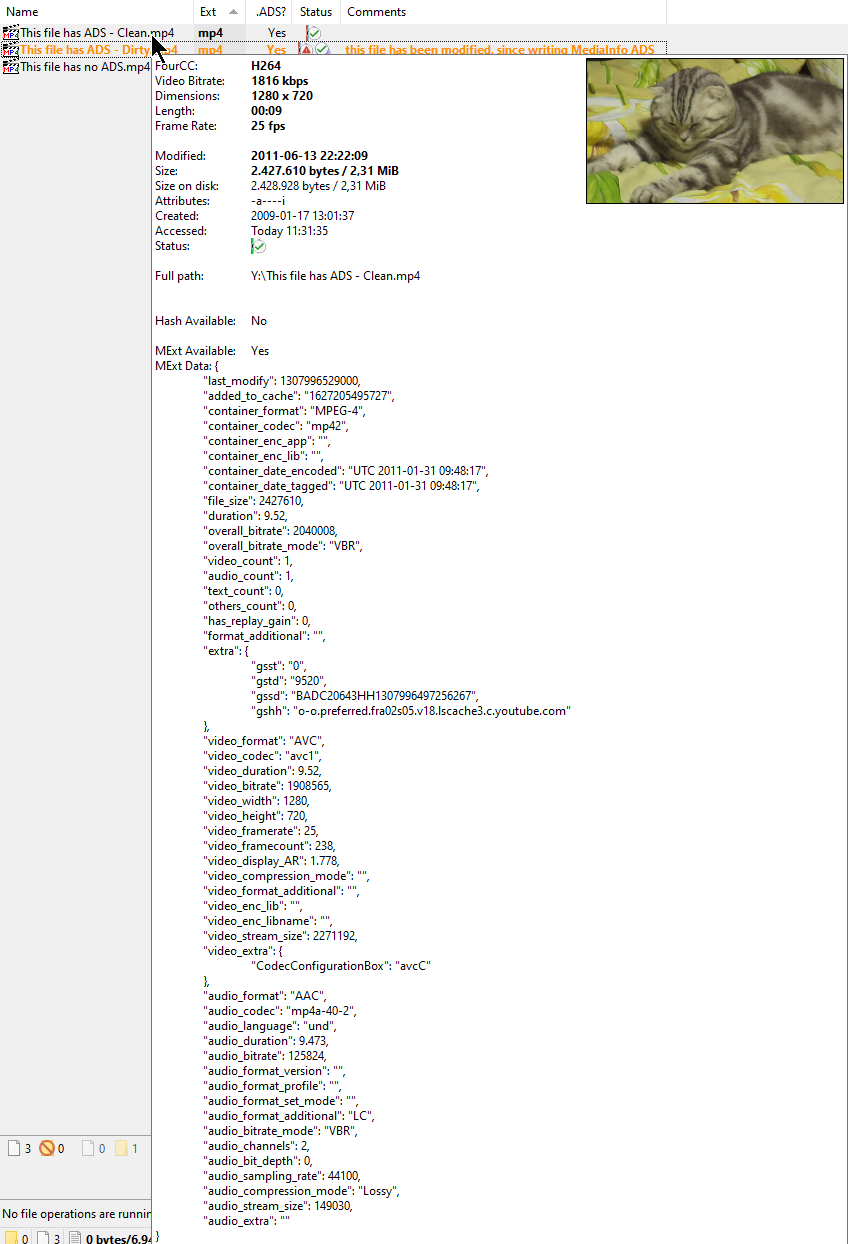 Name Ext .ADS? Status Comments
This file has ADS - Clean.mp4 mp4 Yes
This file has ADS - Dirty.mp4 mp4 Yes this file has been modified, since writing MediaInfo ADS
This file has no ADS.mp4
FourCC: H264
Video Bitrate: 1816 kbps
Dimensions: 1280 x 720
Length: 00:09
Frame Rate: 25 fps
Modified: 2011-06-13 22:22:09
Size: 2.427.610 bytes / 2,31 MiB
Size on disk: 2.428.928 bytes / 2,31 MiB
Attributes: -a----i
Created: 2009-01-17 13:01:37
Accessed: Today 11:31:35
Status:
Full path: Y:\This file has ADS - Clean.mp4
Hash Available: No
MExt Available: Yes
MExt Data: {
"last_modify": 1307996529000,
"added_to_cache": "1627205495727",
"container_format": "MPEG-4",
"container_codec": "mp42",
"container_enc_app": "",
"container_enc_lib": "",
"container_date_encoded": "UTC 2011-01-31 09:48:17",
"container_date_tagged": "UTC 2011-01-31 09:48:17",
"file_size": 2427610,
"duration": 9.52,
"overall_bitrate": 2040008,
"overall_bitrate_mode": "VBR",
"video_count": 1,
"audio_count": 1,
"text_count": 0,
"others_count": 0,
"has_replay_gain": 0,
"format_additional": "",
"extra": {
"gsst": "0",
"gstd": "9520",
"gssd": "BADC20643HH1307996497256267",
"gshh": "o-o.preferred.fra02s05.v18.lscache3.c.youtube.com"
},
"video_format": "AVC",
"video_codec": "avc1",
"video_duration": 9.52,
"video_bitrate": 1908565,
"video_width": 1280,
"video_height": 720,
"video_framerate": 25,
"video_framecount": 238,
"video_display_AR": 1.778,
"video_compression_mode": "",
"video_format_additional": "",
"video_enc_lib": "",
"video_enc_libname": "",
"video_stream_size": 2271192,
"video_extra": {
"CodecConfigurationBox": "avcC"
},
"audio_format": "AAC",
"audio_codec": "mp4a-40-2",
"audio_language": "und",
"audio_duration": 9.473,
"audio_bitrate": 125824,
"audio_format_version": "",
"audio_format_profile": "",
"audio_format_set_mode": "",
"audio_format_additional": "LC",
"audio_bitrate_mode": "VBR",
"audio_channels": 2,
"audio_bit_depth": 0,
"audio_sampling_rate": 44100,
"audio_compression_mode": "Lossy",
"audio_stream_size": 149030,
"audio_extra": ""
}
3 0 0 1
No file operations are runnin
0 3 0 bytes/6.94